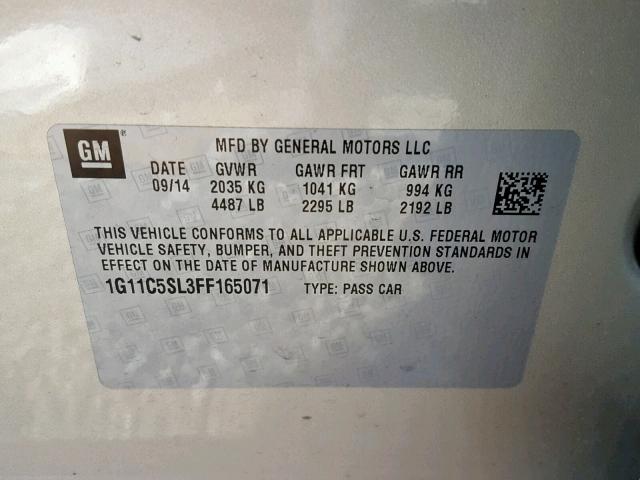 GM ® MFD BY GENERAL MOTORS LLC
DATE GVWR GAWR FRT GAWR RR
09/14 2035 KG 1041 KG 994 KG
4487 LB 2295 LB 2192 LB
THIS VEHICLE CONFORMS TO ALL APPLICABLE U.S. FEDERAL MOTOR
VEHICLE SAFETY, BUMPER, AND THEFT PREVENTION STANDARDS IN
EFFECT ON THE DATE OF MANUFACTURE SHOWN ABOVE.
1G11C5SL3FF165071 TYPE: PASS CAR